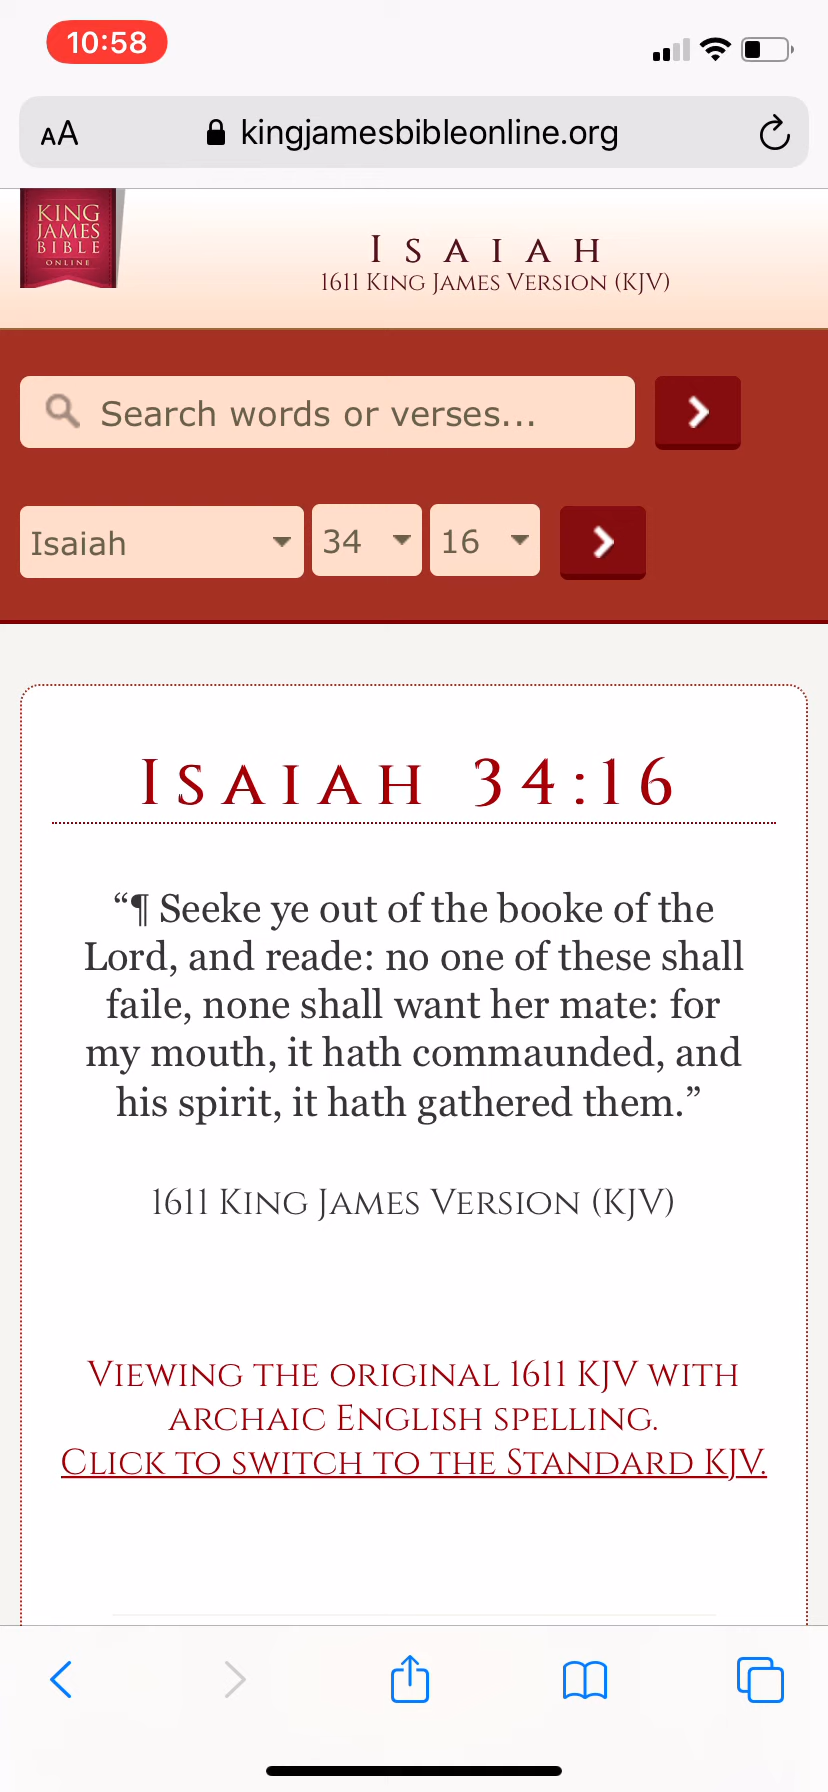 10:58
AA kingjamesbibleonline.org
KING
JAMES
BIBLE
ONLINE
ISAIAH
1611 KING JAMES VERSION (KJV)
Search words or verses...
Isaiah 34 16
ISAIAH 34:16
“¶ Seeke ye out of the booke of the
Lord, and reade: no one of these shall
faile, none shall want her mate: for
my mouth, it hath commaunded, and
his spirit, it hath gathered them.”
1611 KING JAMES VERSION (KJV)
VIEWING THE ORIGINAL 1611 KJV WITH
ARCHAIC ENGLISH SPELLING.
CLICK TO SWITCH TO THE STANDARD KJV.